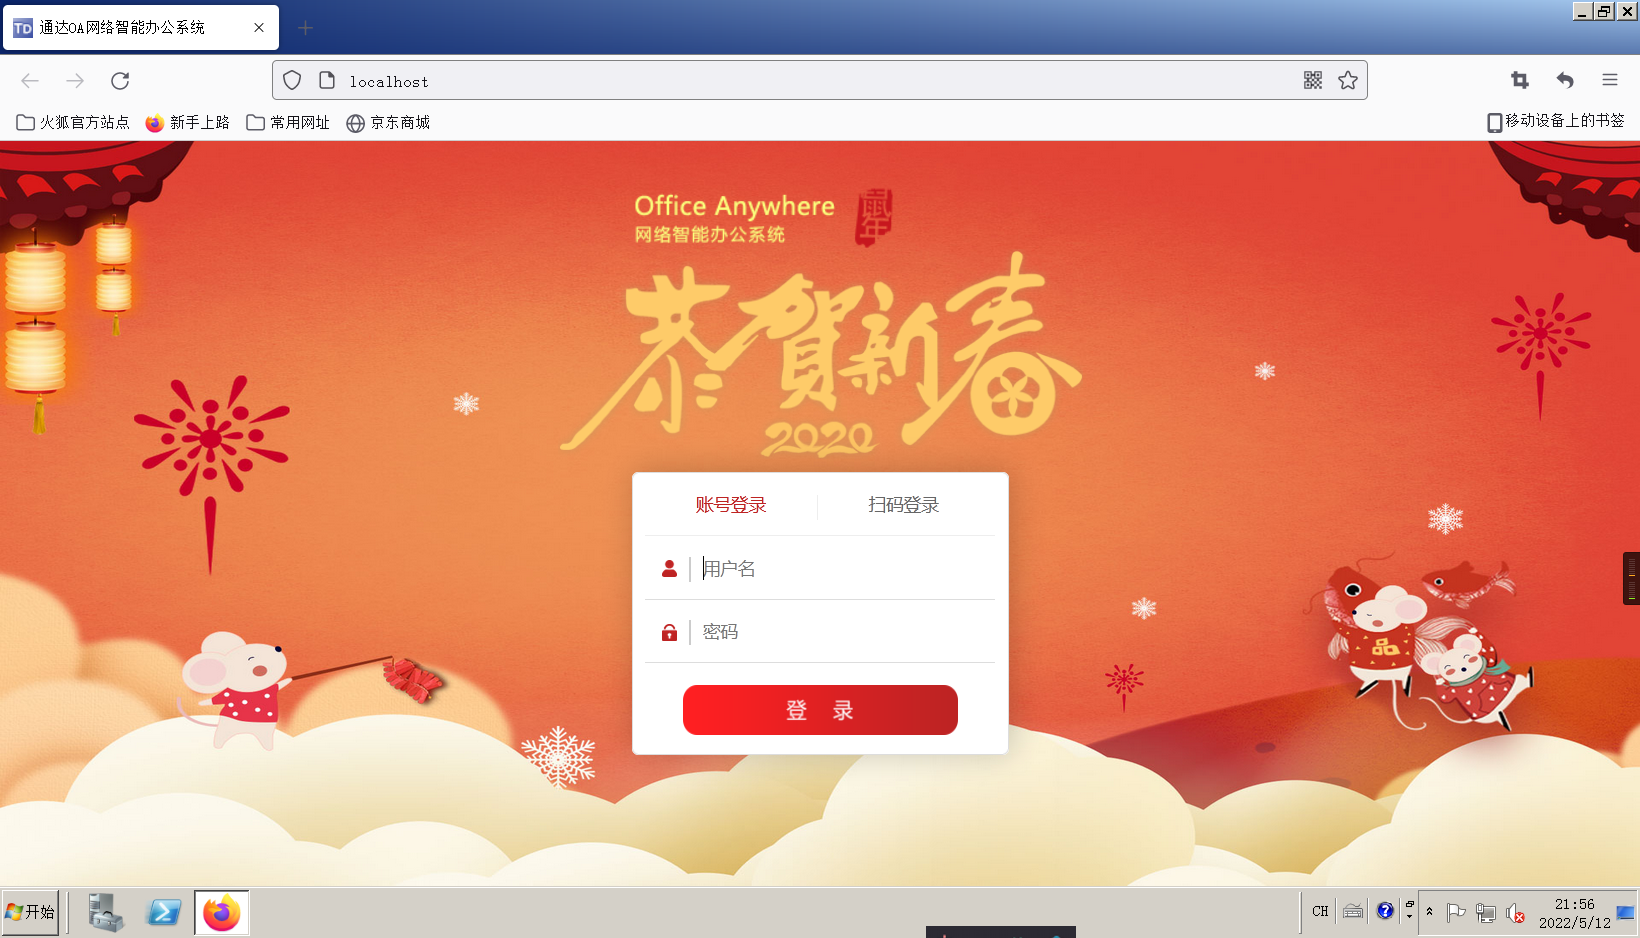 通达OA网络智能办公系统
localhost
火狐官方站点
新手上路
常用网址
京东商城
移动设备上的书签
Office Anywhere
网络智能办公系统
鼠年
恭賀新春
2020
账号登录
扫码登录
用户名
密码
登 录
开始
CH
21:56
2022/5/12